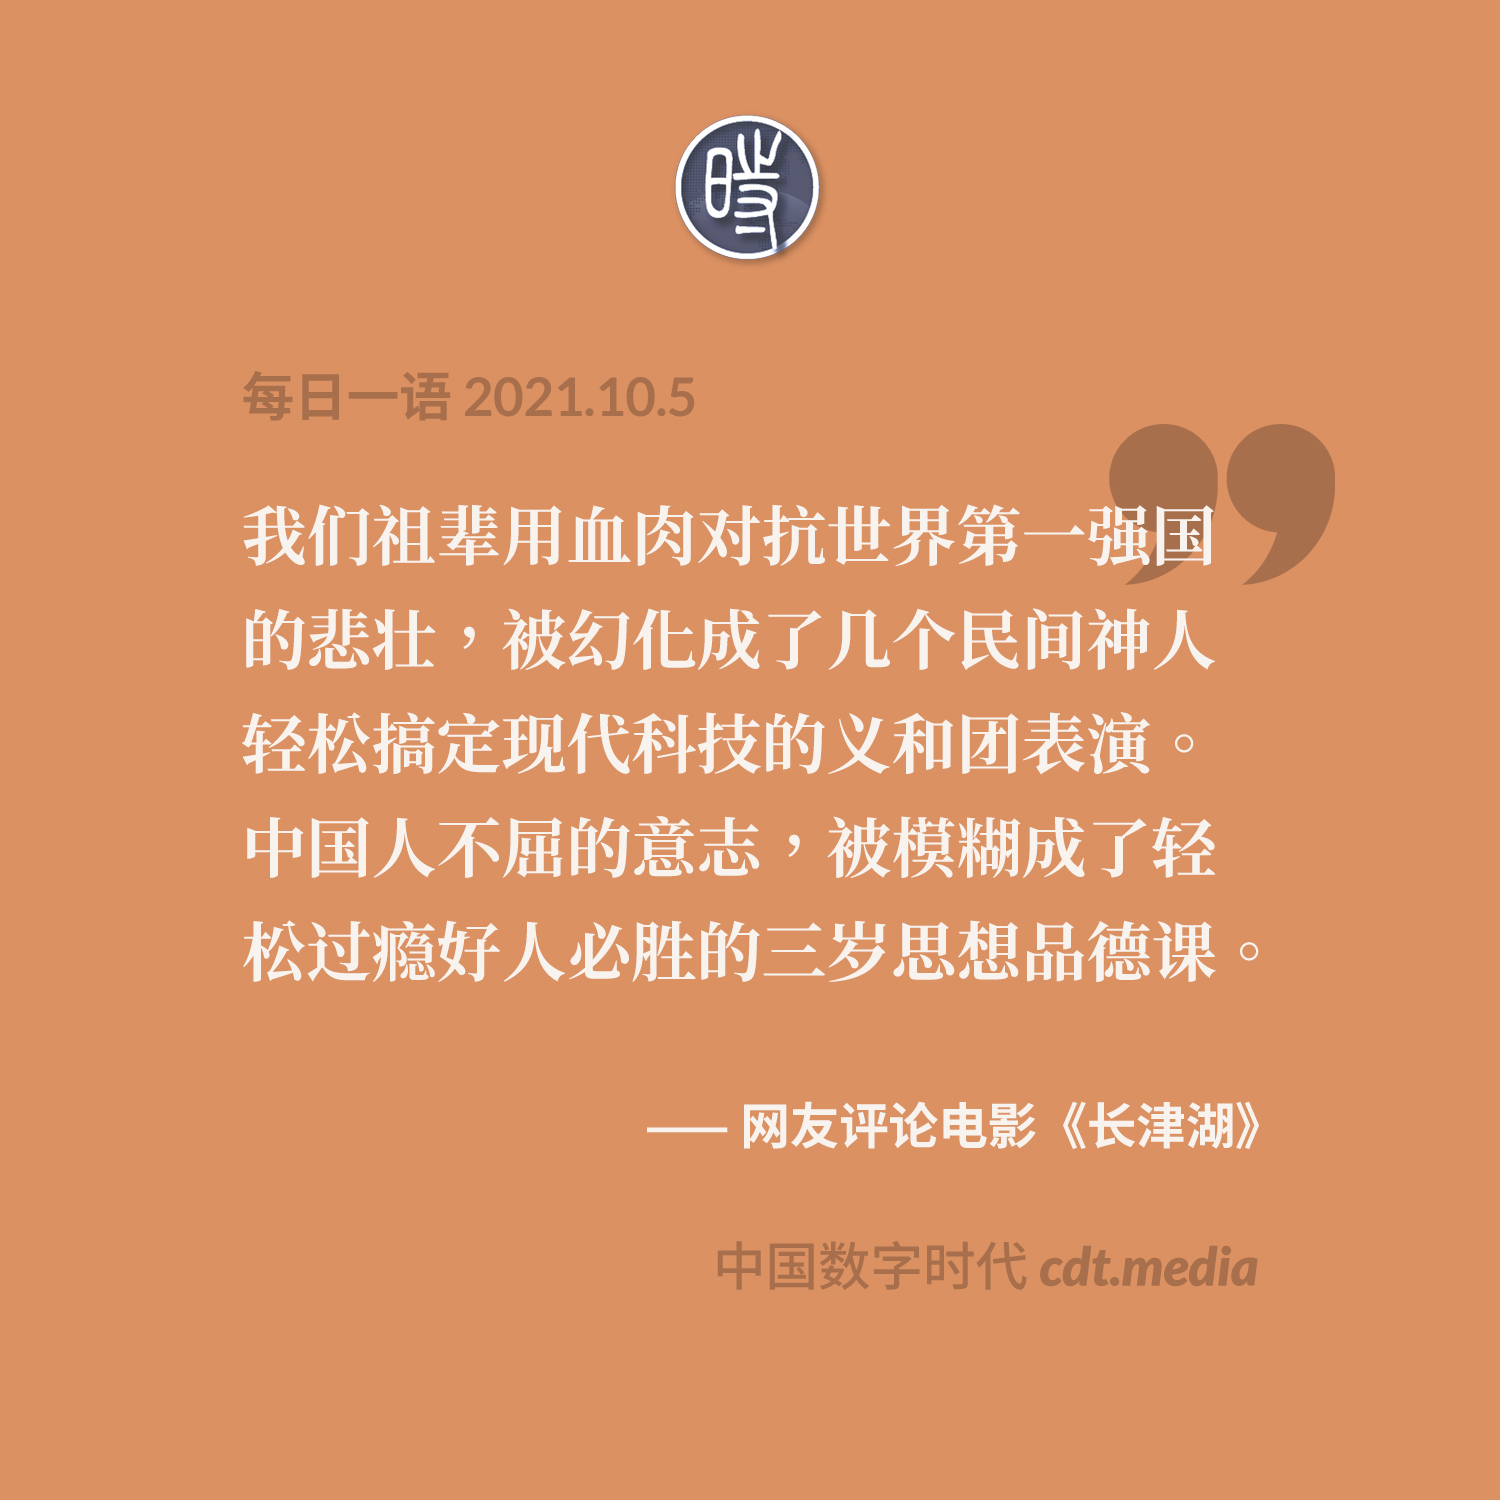 時
每日一语 2021.10.5
我们祖辈用血肉对抗世界第一强国
的悲壮，被幻化成了几个民间神人
轻松搞定现代科技的义和团表演。
中国人不屈的意志，被模糊成了轻
松过瘾好人必胜的三岁思想品德课。
—— 网友评论电影《长津湖》
中国数字时代 cdt.media